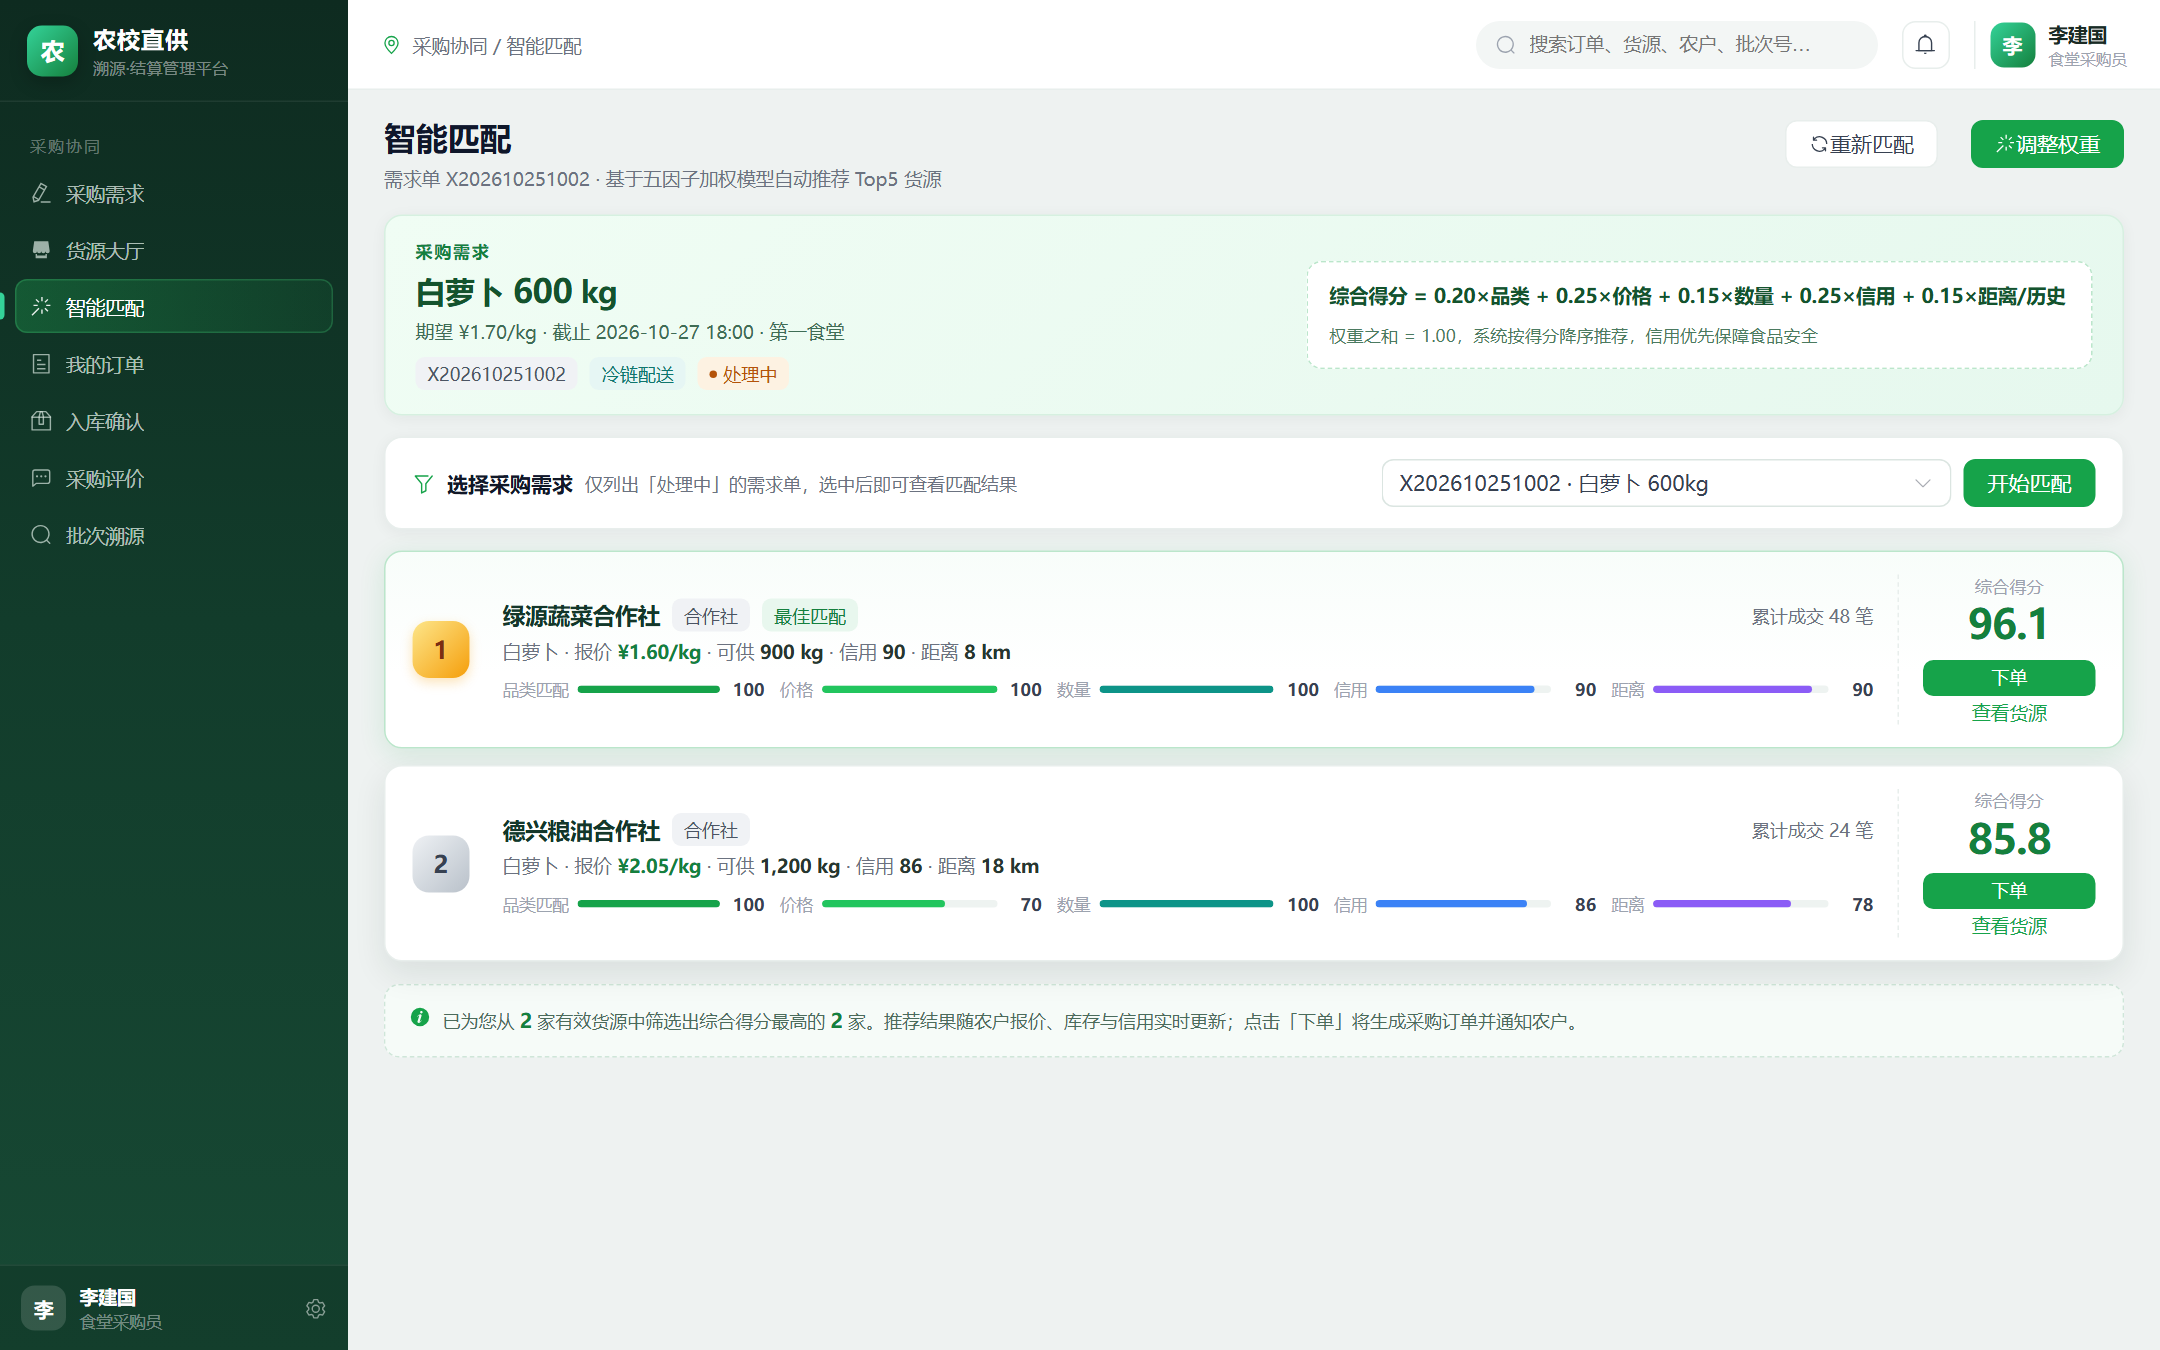 农
农校直供
溯源·结算管理平台
采购协同
采购需求
货源大厅
智能匹配
我的订单
入库确认
采购评价
批次溯源
李
李建国
食堂采购员
采购协同 / 智能匹配
搜索订单、货源、农户、批次号...
李
李建国
食堂采购员
智能匹配
需求单 X202610251002 · 基于五因子加权模型自动推荐 Top5 货源
重新匹配
调整权重
采购需求
白萝卜 600 kg
期望 ¥1.70/kg · 截止 2026-10-27 18:00 · 第一食堂
X202610251002
冷链配送
处理中
综合得分 = 0.20×品类 + 0.25×价格 + 0.15×数量 + 0.25×信用 + 0.15×距离/历史
权重之和 = 1.00，系统按得分降序推荐，信用优先保障食品安全
选择采购需求 仅列出「处理中」的需求单，选中后即可查看匹配结果
X202610251002 · 白萝卜 600kg
开始匹配
1
绿源蔬菜合作社 合作社 最佳匹配 累计成交 48 笔
白萝卜 · 报价 ¥1.60/kg · 可供 900 kg · 信用 90 · 距离 8 km
品类匹配 100 价格 100 数量 100 信用 90 距离 90
综合得分
96.1
下单
查看货源
2
德兴粮油合作社 合作社 累计成交 24 笔
白萝卜 · 报价 ¥2.05/kg · 可供 1,200 kg · 信用 86 · 距离 18 km
品类匹配 100 价格 70 数量 100 信用 86 距离 78
综合得分
85.8
下单
查看货源
已为您从 2 家有效货源中筛选出综合得分最高的 2 家。推荐结果随农户报价、库存与信用实时更新；点击「下单」将生成采购订单并通知农户。